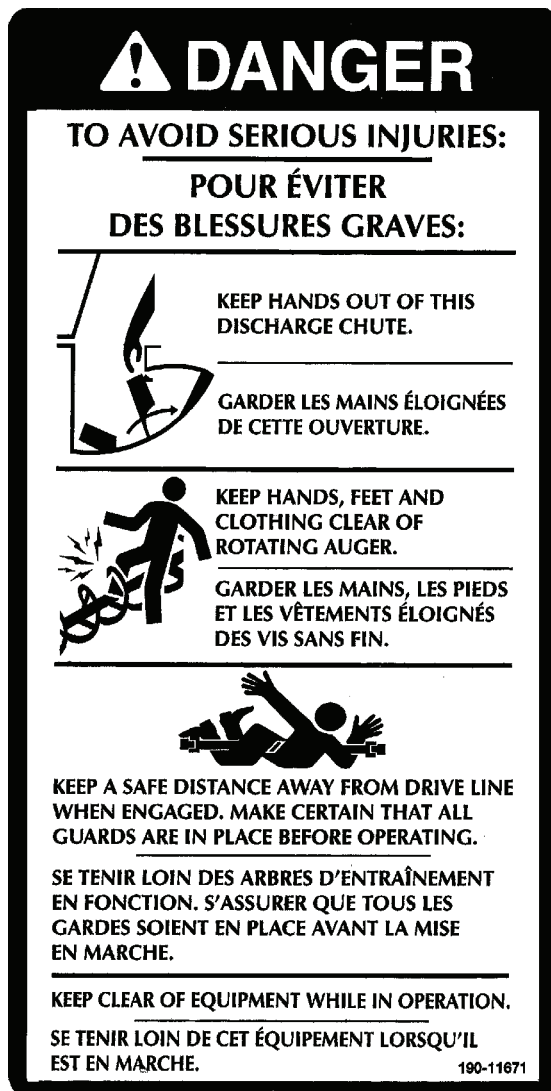 DANGER
TO AVOID SERIOUS INJURIES:
POUR ÉVITER
DES BLESSURES GRAVES:
KEEP HANDS OUT OF THIS
DISCHARGE CHUTE.
GARDER LES MAINS ÉLOIGNÉES
DE CETTE OUVERTURE.
KEEP HANDS, FEET AND
CLOTHING CLEAR OF
ROTATING AUGER.
GARDER LES MAINS, LES PIEDS
ET LES VÊTEMENTS ÉLOIGNÉS
DES VIS SANS FIN.
KEEP A SAFE DISTANCE AWAY FROM DRIVE LINE
WHEN ENGAGED. MAKE CERTAIN THAT ALL
GUARDS ARE IN PLACE BEFORE OPERATING.
SE TENIR LOIN DES ARBRES D'ENTRAÎNEMENT
EN FONCTION. S'ASSURER QUE TOUS LES
GARDES SOIENT EN PLACE AVANT LA MISE
EN MARCHE.
KEEP CLEAR OF EQUIPMENT WHILE IN OPERATION.
SE TENIR LOIN DE CET ÉQUIPEMENT LORSQU'IL
EST EN MARCHE.
190-11671